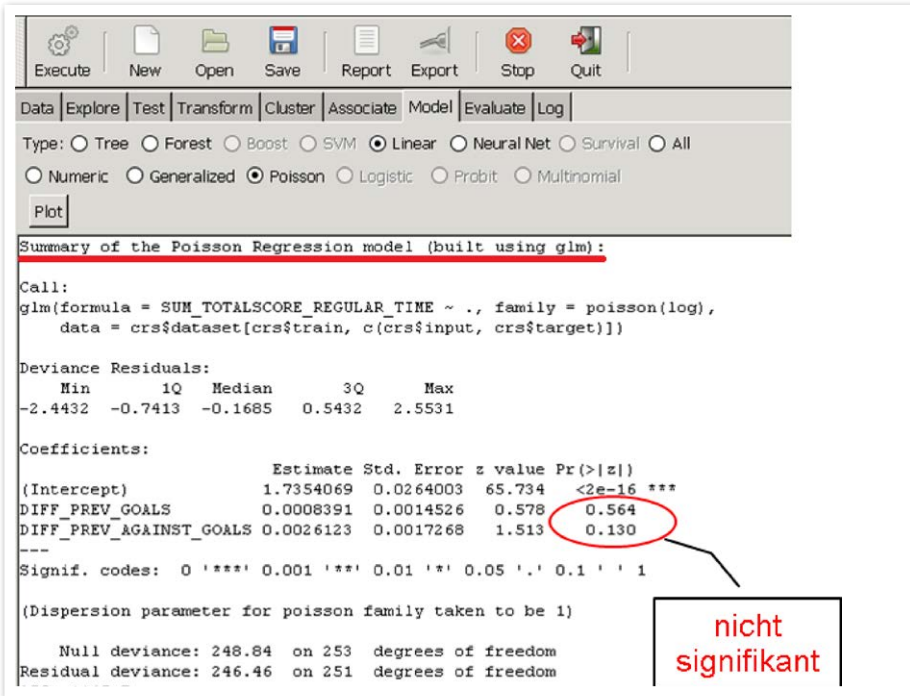 Execute New Open Save Report Export Stop Quit
Data Explore Test Transform Cluster Associate Model Evaluate Log
Type: Tree Forest Boost SVM Linear Neural Net Survival All
Numeric Generalized Poisson Logistic Probit Multinomial
Plot
Summary of the Poisson Regression model (built using glm):
Call:
glm(formula = SUM_TOTALSCORE_REGULAR_TIME ~ ., family = poisson(log),
data = crs$dataset[crs$train, c(crs$input, crs$target)])
Deviance Residuals:
Min 1Q Median 3Q Max
-2.4432 -0.7413 -0.1685 0.5432 2.5531
Coefficients:
Estimate Std. Error z value Pr(>|z|)
(Intercept) 1.7354069 0.0264003 65.734 <2e-16 ***
DIFF_PREV_GOALS 0.0008391 0.0014526 0.578 0.564
DIFF_PREV_AGAINST_GOALS 0.0026123 0.0017268 1.513 0.130
---
Signif. codes: 0 '***' 0.001 '**' 0.01 '*' 0.05 '.' 0.1 ' ' 1
(Dispersion parameter for poisson family taken to be 1)
Null deviance: 248.84 on 253 degrees of freedom
Residual deviance: 246.46 on 251 degrees of freedom
nicht
signifikant